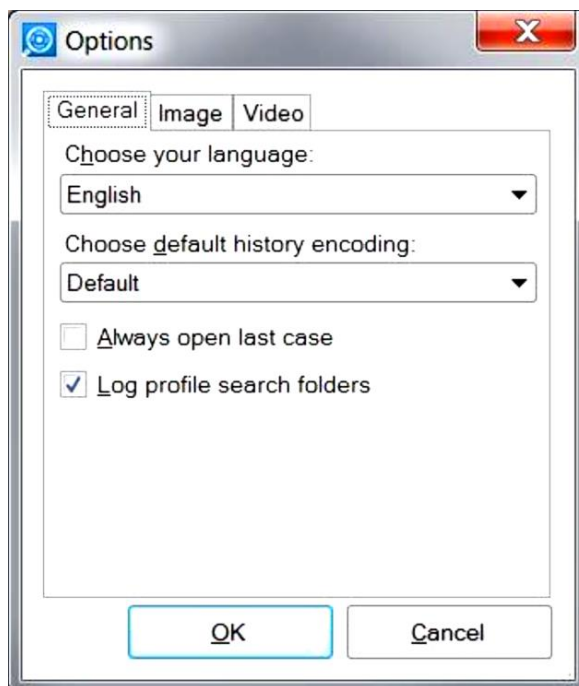 Options
General Image Video
Choose your language:
English
Choose default history encoding:
Default
Always open last case
Log profile search folders
OK Cancel